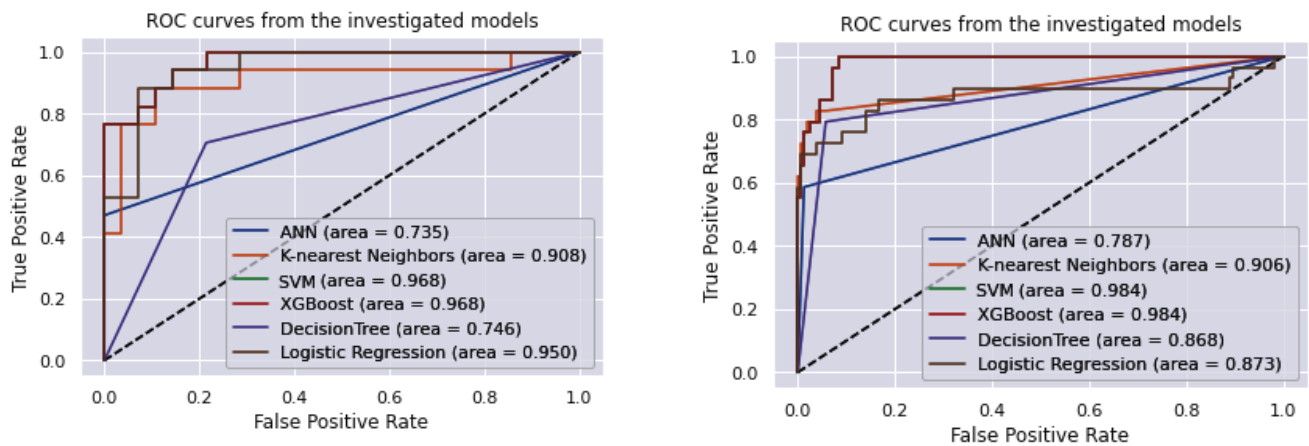 ROC curves from the investigated models
1.0
0.8
0.6
0.4
0.2
0.0
True Positive Rate
ANN (area = 0.735)
K-nearest Neighbors (area = 0.908)
SVM (area = 0.968)
XGBoost (area = 0.968)
DecisionTree (area = 0.746)
Logistic Regression (area = 0.950)
0.0 0.2 0.4 0.6 0.8 1.0
False Positive Rate
ROC curves from the investigated models
1.0
0.8
0.6
0.4
0.2
0.0
True Positive Rate
ANN (area = 0.787)
K-nearest Neighbors (area = 0.906)
SVM (area = 0.984)
XGBoost (area = 0.984)
DecisionTree (area = 0.868)
Logistic Regression (area = 0.873)
0.0 0.2 0.4 0.6 0.8 1.0
False Positive Rate